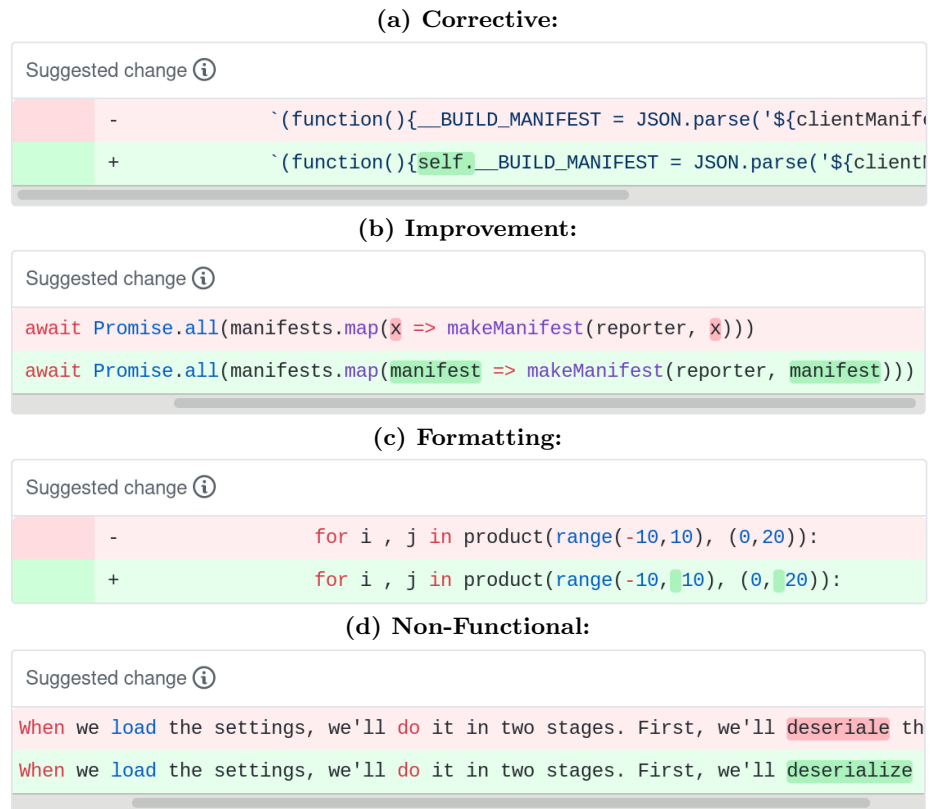 (a) Corrective:
Suggested change
- `(function(){__BUILD_MANIFEST = JSON.parse('${clientManife
+ `(function(){self.__BUILD_MANIFEST = JSON.parse('${client
(b) Improvement:
Suggested change
await Promise.all(manifests.map(x => makeManifest(reporter, x)))
await Promise.all(manifests.map(manifest => makeManifest(reporter, manifest)))
(c) Formatting:
Suggested change
- for i , j in product(range(-10,10), (0,20)):
+ for i , j in product(range(-10, 10), (0, 20)):
(d) Non-Functional:
Suggested change
When we load the settings, we'll do it in two stages. First, we'll deseriale th
When we load the settings, we'll do it in two stages. First, we'll deserialize